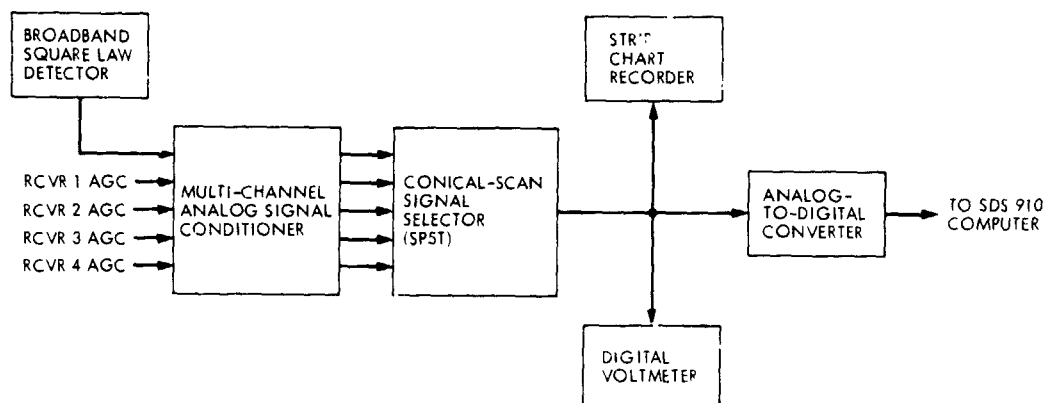 BROADBAND
SQUARE LAW
DETECTOR
STRIP
CHART
RECORDER
RCVR 1 AGC
RCVR 2 AGC
RCVR 3 AGC
RCVR 4 AGC
MULTI-CHANNEL
ANALOG SIGNAL
CONDITIONER
CONICAL-SCAN
SIGNAL
SELECTOR
(SP5T)
ANALOG-
TO-DIGITAL
CONVERTER
TO SDS 910
COMPUTER
DIGITAL
VOLTMETER